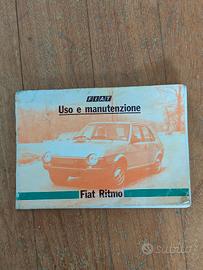 FIAT
Uso e manutenzione
Fiat Ritmo
subito